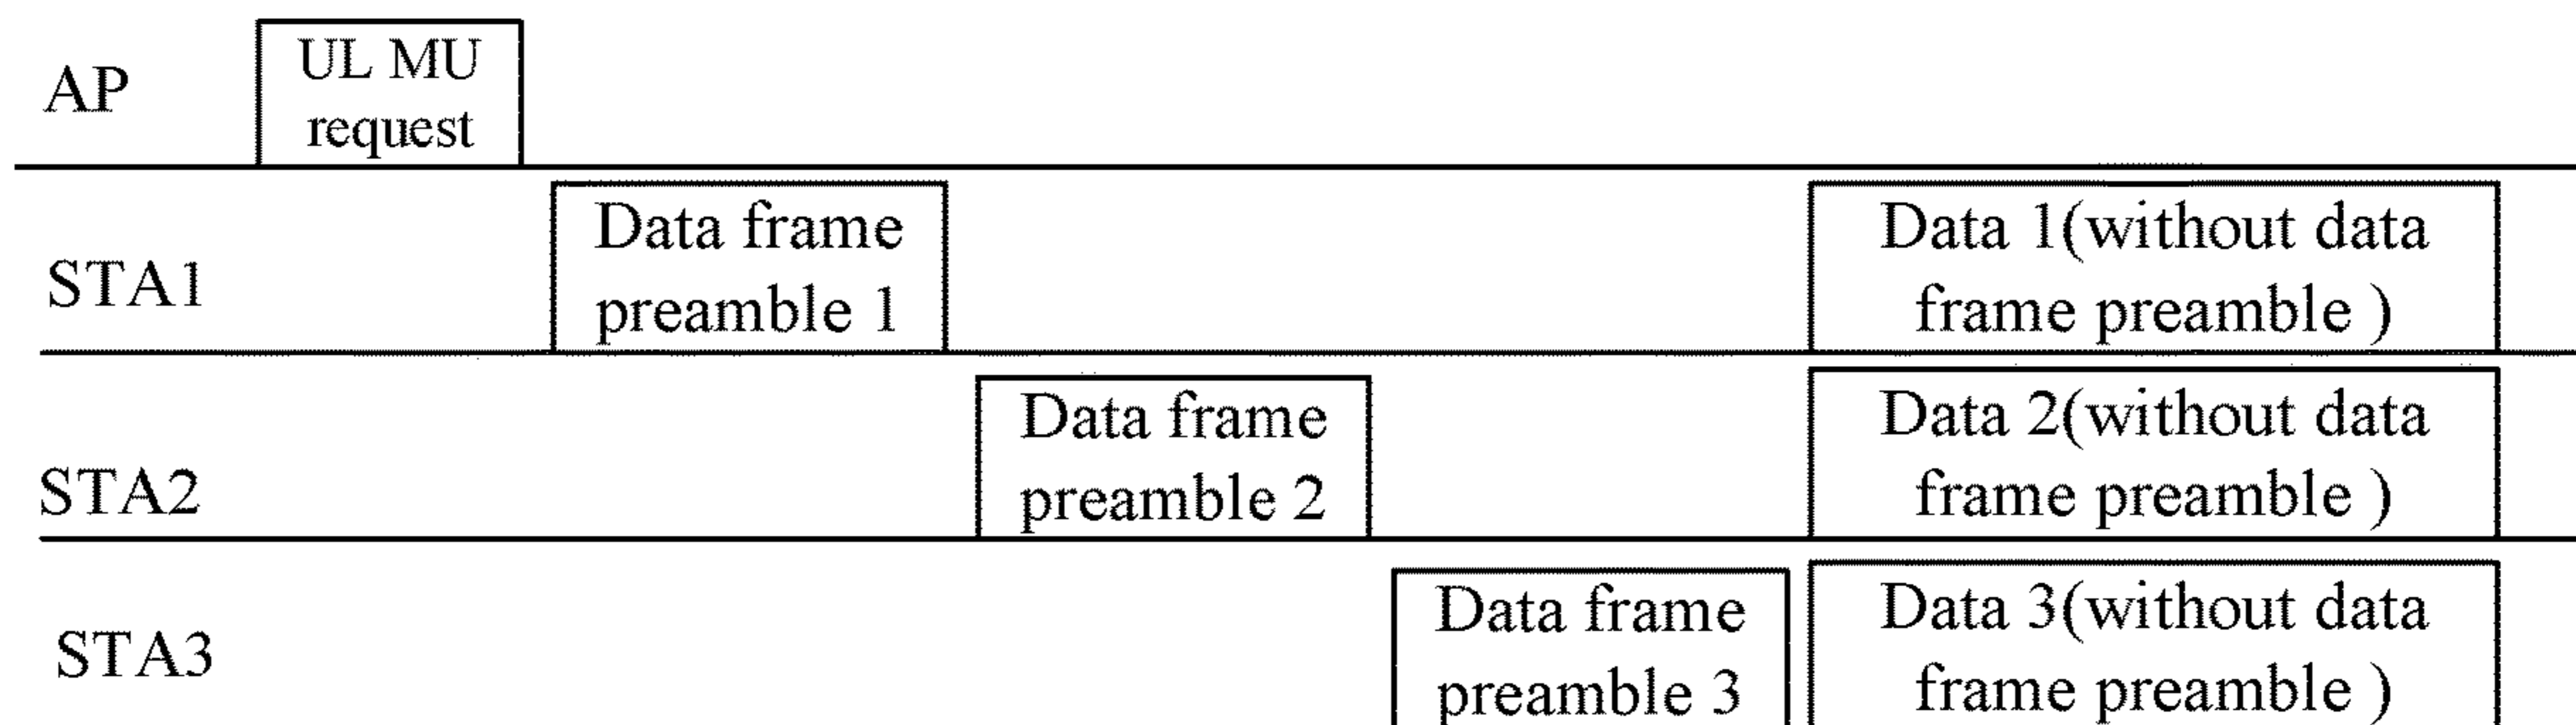 AP
UL MU
request
STA1
Data frame
preamble 1
Data 1(without data
frame preamble )
STA2
Data frame
preamble 2
Data 2(without data
frame preamble )
STA3
Data frame
preamble 3
Data 3(without data
frame preamble )